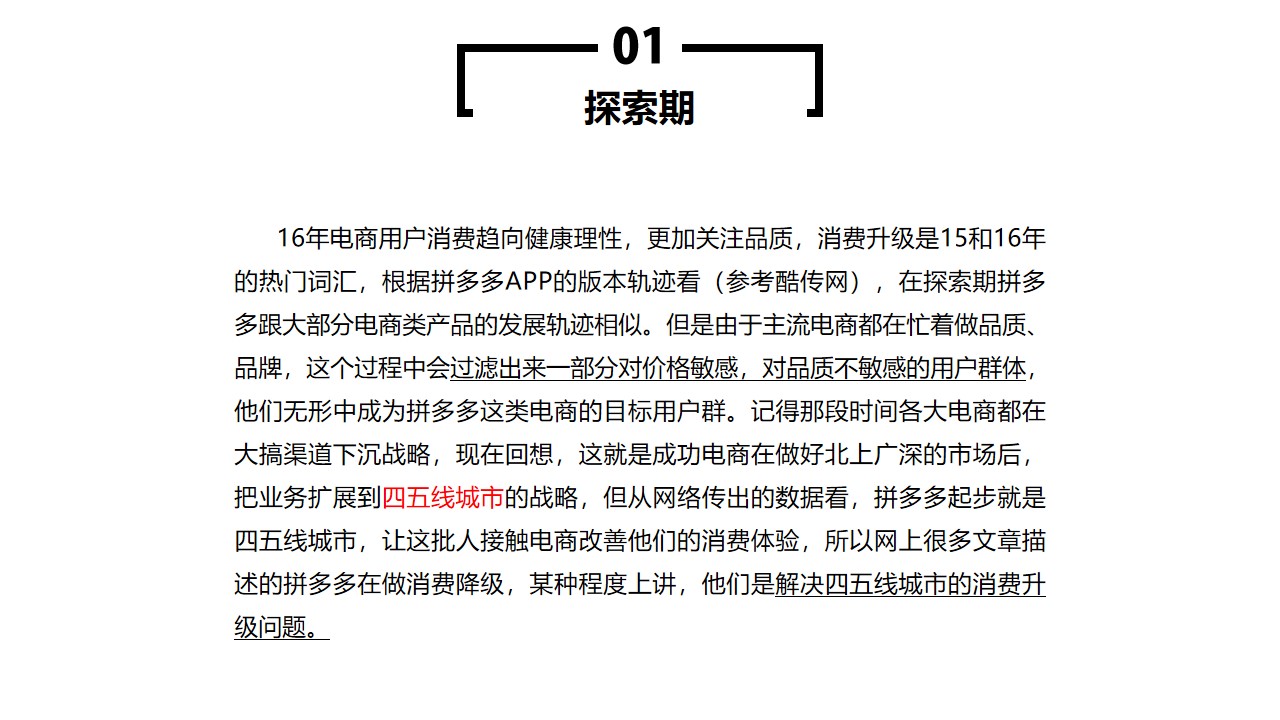 01
探索期
16年电商用户消费趋向健康理性，更加关注品质，消费升级是15和16年
的热门词汇，根据拼多多APP的版本轨迹看（参考酷传网），在探索期拼多
多跟大部分电商类产品的发展轨迹相似。但是由于主流电商都在忙着做品质、
品牌，这个过程中会过滤出来一部分对价格敏感，对品质不敏感的用户群体，
他们无形中成为拼多多这类电商的目标用户群。记得那段时间各大电商都在
大搞渠道下沉战略，现在回想，这就是成功电商在做好北上广深的市场后，
把业务扩展到四五线城市的战略，但从网络传出的数据看，拼多多起步就是
四五线城市，让这批人接触电商改善他们的消费体验，所以网上很多文章描
述的拼多多在做消费降级，某种程度上讲，他们是解决四五线城市的消费升
级问题。